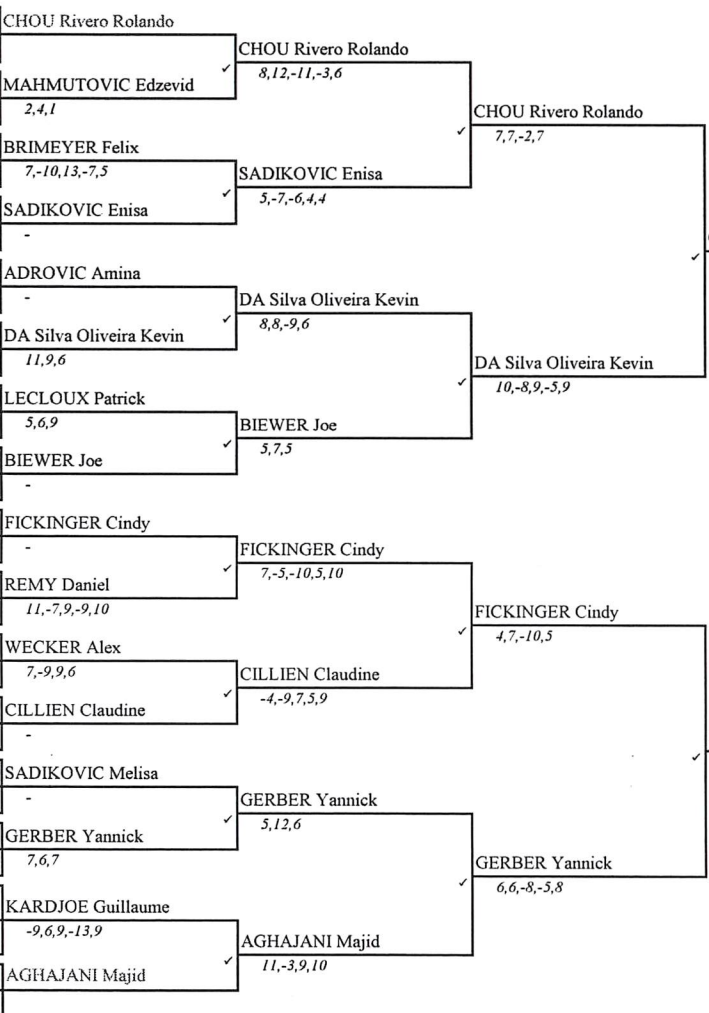 CHOU Rivero Rolando
MAHMUTOVIC Edzevid
2,4,1
BRIMEYER Felix
7,-10,13,-7,5
SADIKOVIC Enisa
-
ADROVIC Amina
-
DA Silva Oliveira Kevin
11,9,6
LECLOUX Patrick
5,6,9
BIEWER Joe
-
FICKINGER Cindy
-
REMY Daniel
11,-7,9,-9,10
WECKER Alex
7,-9,9,6
CILLIEN Claudine
-
SADIKOVIC Melisa
-
GERBER Yannick
7,6,7
KARDJOE Guillaume
-9,6,9,-13,9
AGHAJANI Majid
CHOU Rivero Rolando
8,12,-11,-3,6
SADIKOVIC Enisa
5,-7,-6,4,4
DA Silva Oliveira Kevin
8,8,-9,6
BIEWER Joe
5,7,5
FICKINGER Cindy
7,-5,-10,5,10
CILLIEN Claudine
-4,-9,7,5,9
GERBER Yannick
5,12,6
AGHAJANI Majid
11,-3,9,10
CHOU Rivero Rolando
7,7,-2,7
DA Silva Oliveira Kevin
10,-8,9,-5,9
FICKINGER Cindy
4,7,-10,5
GERBER Yannick
6,6,-8,-5,8